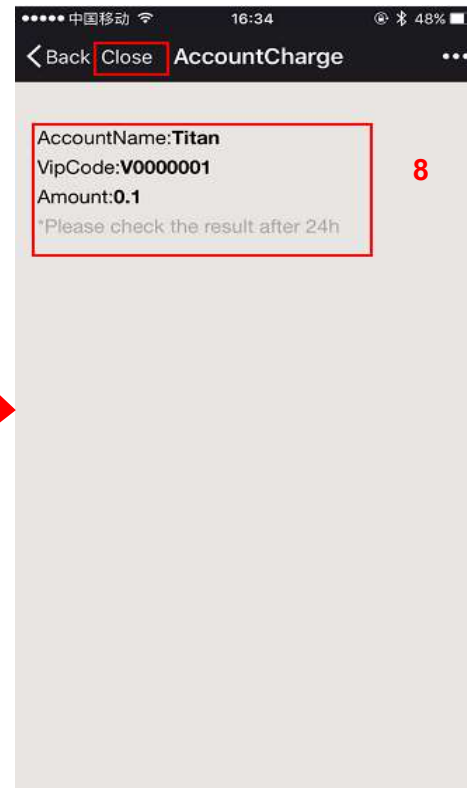 中国移动 16:34 48%
Back Close AccountCharge
AccountName:Titan
VipCode:V0000001
8
Amount:0.1
*Please check the result after 24h